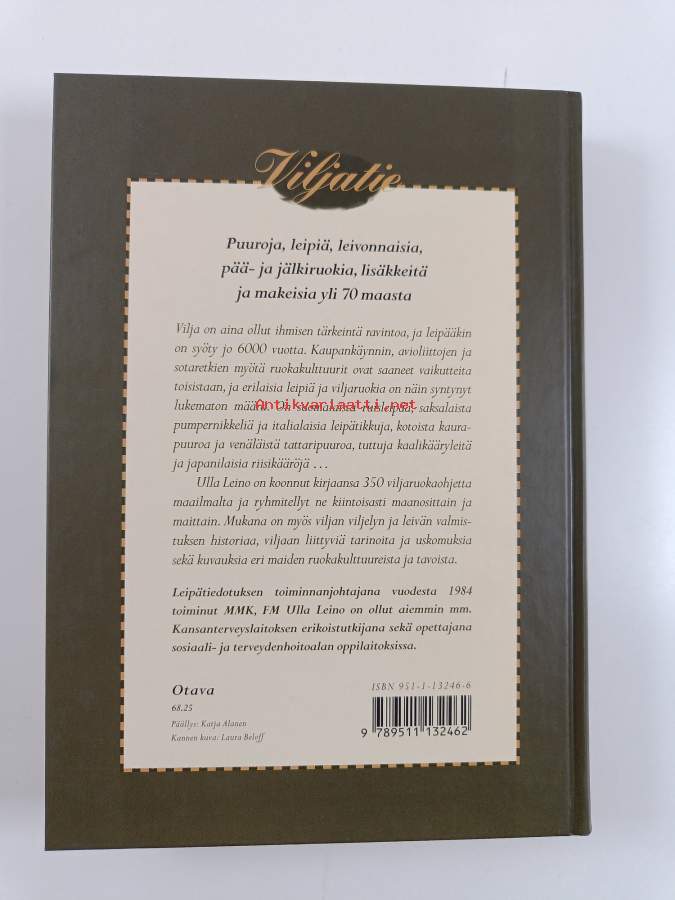 Viljatie
Puuroja, leipiä, leivonnaisia,
pää- ja jälkiruokia, lisäkkeitä
ja makeisia yli 70 maasta
Vilja on aina ollut ihmisen tärkeintä ravintoa, ja leipääkin
on syöty jo 6000 vuotta. Kaupankäynnin, avioliittojen ja
sotaretkien myötä ruokakulttuurit ovat saaneet vaikutteita
toisistaan, ja erilaisia leipiä ja viljaruokia on näin syntynyt
lukematon määrä. On suomalaista ruisleipää, saksalaista
Antikvariaatti.net
pumpernikkeliä ja italialaisia leipätikkuja, kotoista kaura-
puuroa ja venäläistä tattaripuuroa, tuttuja kaalikääryleitä
ja japanilaisia riisikääröjä ...
Ulla Leino on koonnut kirjaansa 350 viljaruokaohjetta
maailmalta ja ryhmitellyt ne kiintoisasti maanosittain ja
maittain. Mukana on myös viljan viljelyn ja leivän valmis-
tuksen historiaa, viljaan liittyviä tarinoita ja uskomuksia
sekä kuvauksia eri maiden ruokakulttuureista ja tavoista.
Leipätiedotuksen toiminnanjohtajana vuodesta 1984
toiminut MMK, FM Ulla Leino on ollut aiemmin mm.
Kansanterveyslaitoksen erikoistutkijana sekä opettajana
sosiaali- ja terveydenhoitoalan oppilaitoksissa.
Otava
68.25
Päällys: Katja Alanen
Kannen kuva: Laura Beloff
ISBN 951-1-13246-6
9 789511 132462